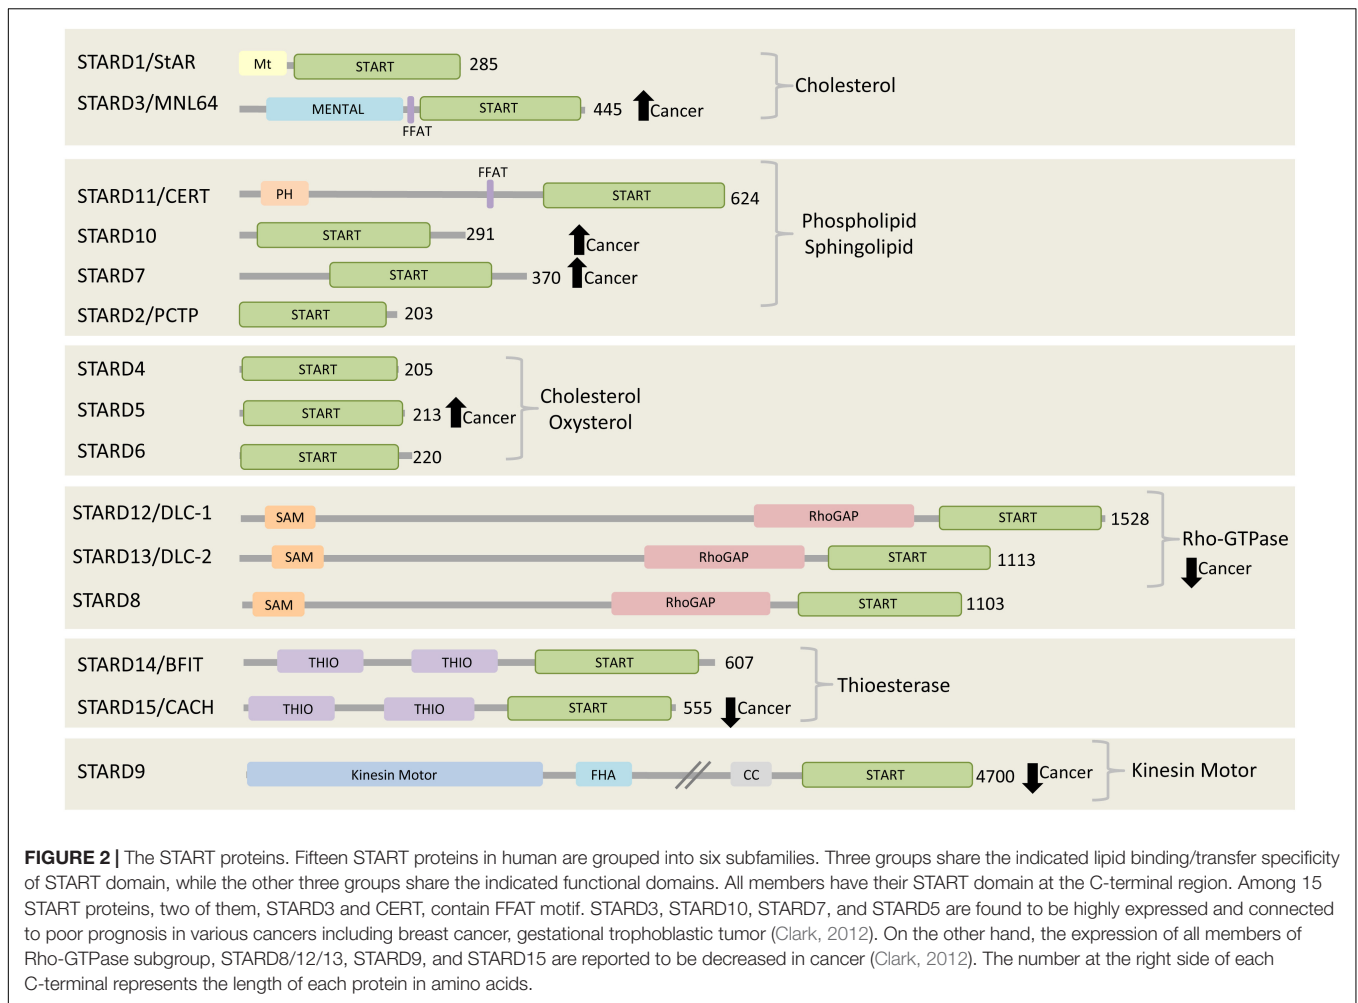 STARD1/StAR Mt START 285
Cholesterol
STARD3/MNL64 MENTAL START 445 Cancer
FFAT
FFAT
STARD11/CERT PH START 624
Phospholipid
Sphingolipid
STARD10 START 291 Cancer
STARD7 START 370 Cancer
STARD2/PCTP START 203
STARD4 START 205
Cholesterol
Oxysterol
STARD5 START 213 Cancer
STARD6 START 220
STARD12/DLC-1 SAM RhoGAP START 1528
Rho-GTPase
Cancer
STARD13/DLC-2 SAM RhoGAP START 1113
STARD8 SAM RhoGAP START 1103
STARD14/BFIT THIO THIO START 607
Thioesterase
STARD15/CACH THIO THIO START 555 Cancer
STARD9 Kinesin Motor FHA CC START 4700 Cancer Kinesin Motor
FIGURE 2 | The START proteins. Fifteen START proteins in human are grouped into six subfamilies. Three groups share the indicated lipid binding/transfer specificity
of START domain, while the other three groups share the indicated functional domains. All members have their START domain at the C-terminal region. Among 15
START proteins, two of them, STARD3 and CERT, contain FFAT motif. STARD3, STARD10, STARD7, and STARD5 are found to be highly expressed and connected
to poor prognosis in various cancers including breast cancer, gestational trophoblastic tumor (Clark, 2012). On the other hand, the expression of all members of
Rho-GTPase subgroup, STARD8/12/13, STARD9, and STARD15 are reported to be decreased in cancer (Clark, 2012). The number at the right side of each
C-terminal represents the length of each protein in amino acids.